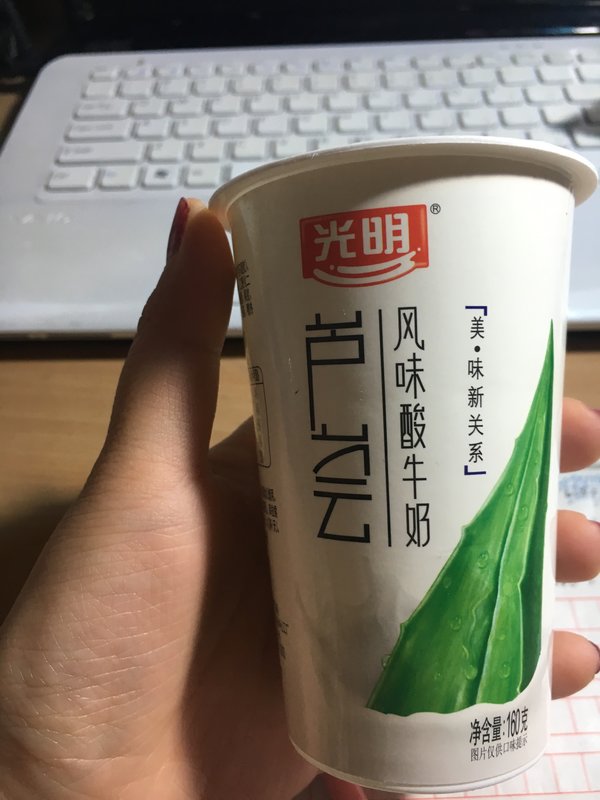 光明®
芦荟
风味酸牛奶
「美·味新关系」
净含量:160克
图片仅供口味提示